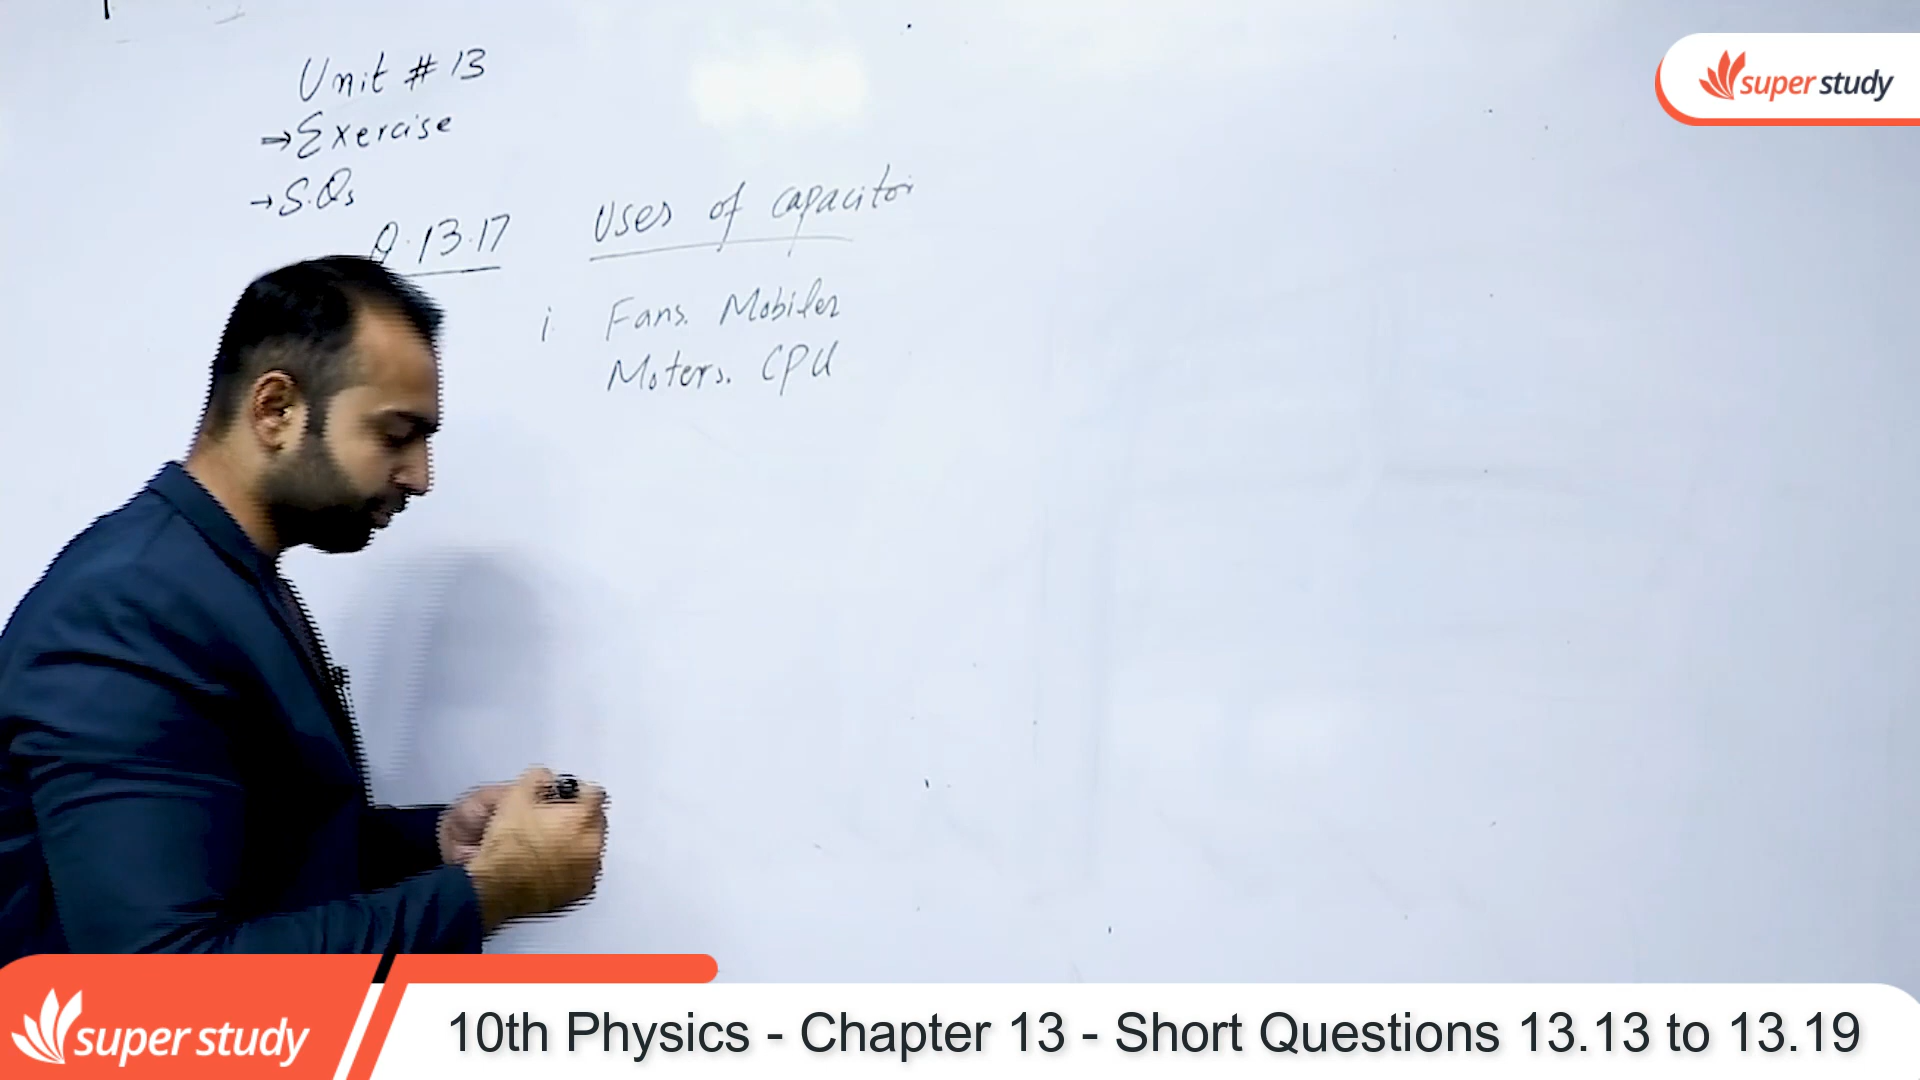 Unit # 13
→ Exercise
→ S.Qs
Q.13.17
Uses of capacitor
i Fans. Mobiles
Moters. CPU
super study
super study
10th Physics - Chapter 13 - Short Questions 13.13 to 13.19